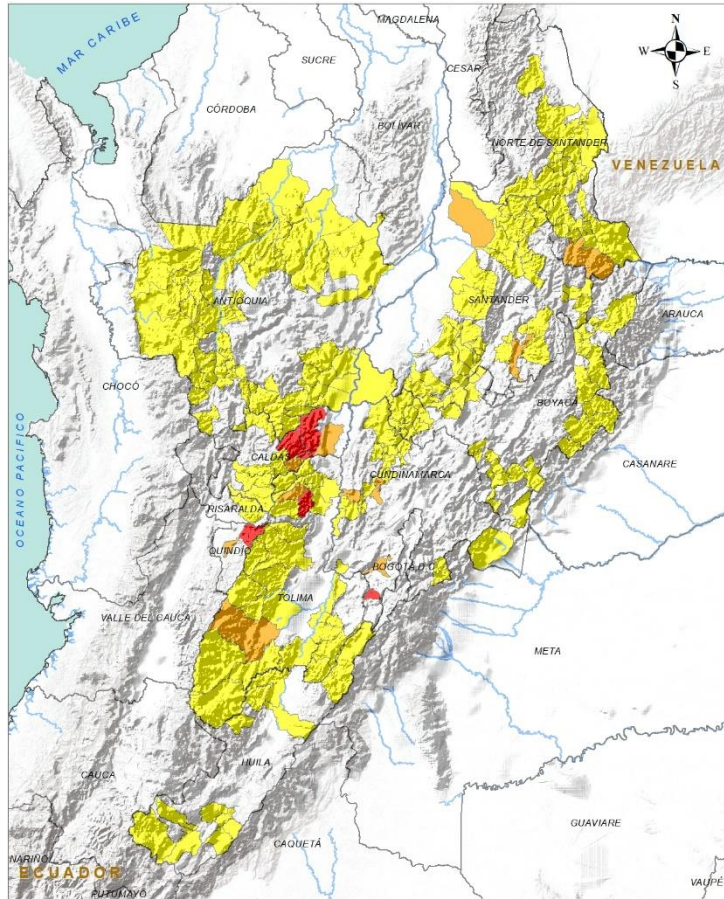 MAGDALENA
N
MAR CARIBE
SUCRE
CESAR
W
E
S
CÓRDOBA
BOLÍVAR
NORTE DE SANTANDER
VENEZUELA
ANTIOQUIA
SANTANDER
ARAUCA
CHOCÓ
BOYACÁ
OCEANO PACIFICO
CALDAS
CUNDINAMARCA
CASANARE
RISARALDA
QUINDÍO
BOGOTÁ D.C.
TOLIMA
VALLE DEL CAUCA
META
HUILA
CAUCA
GUAVIARE
CAQUETÁ
NARIÑO
ECUADOR
VAUPÉ
PUTUMAYO